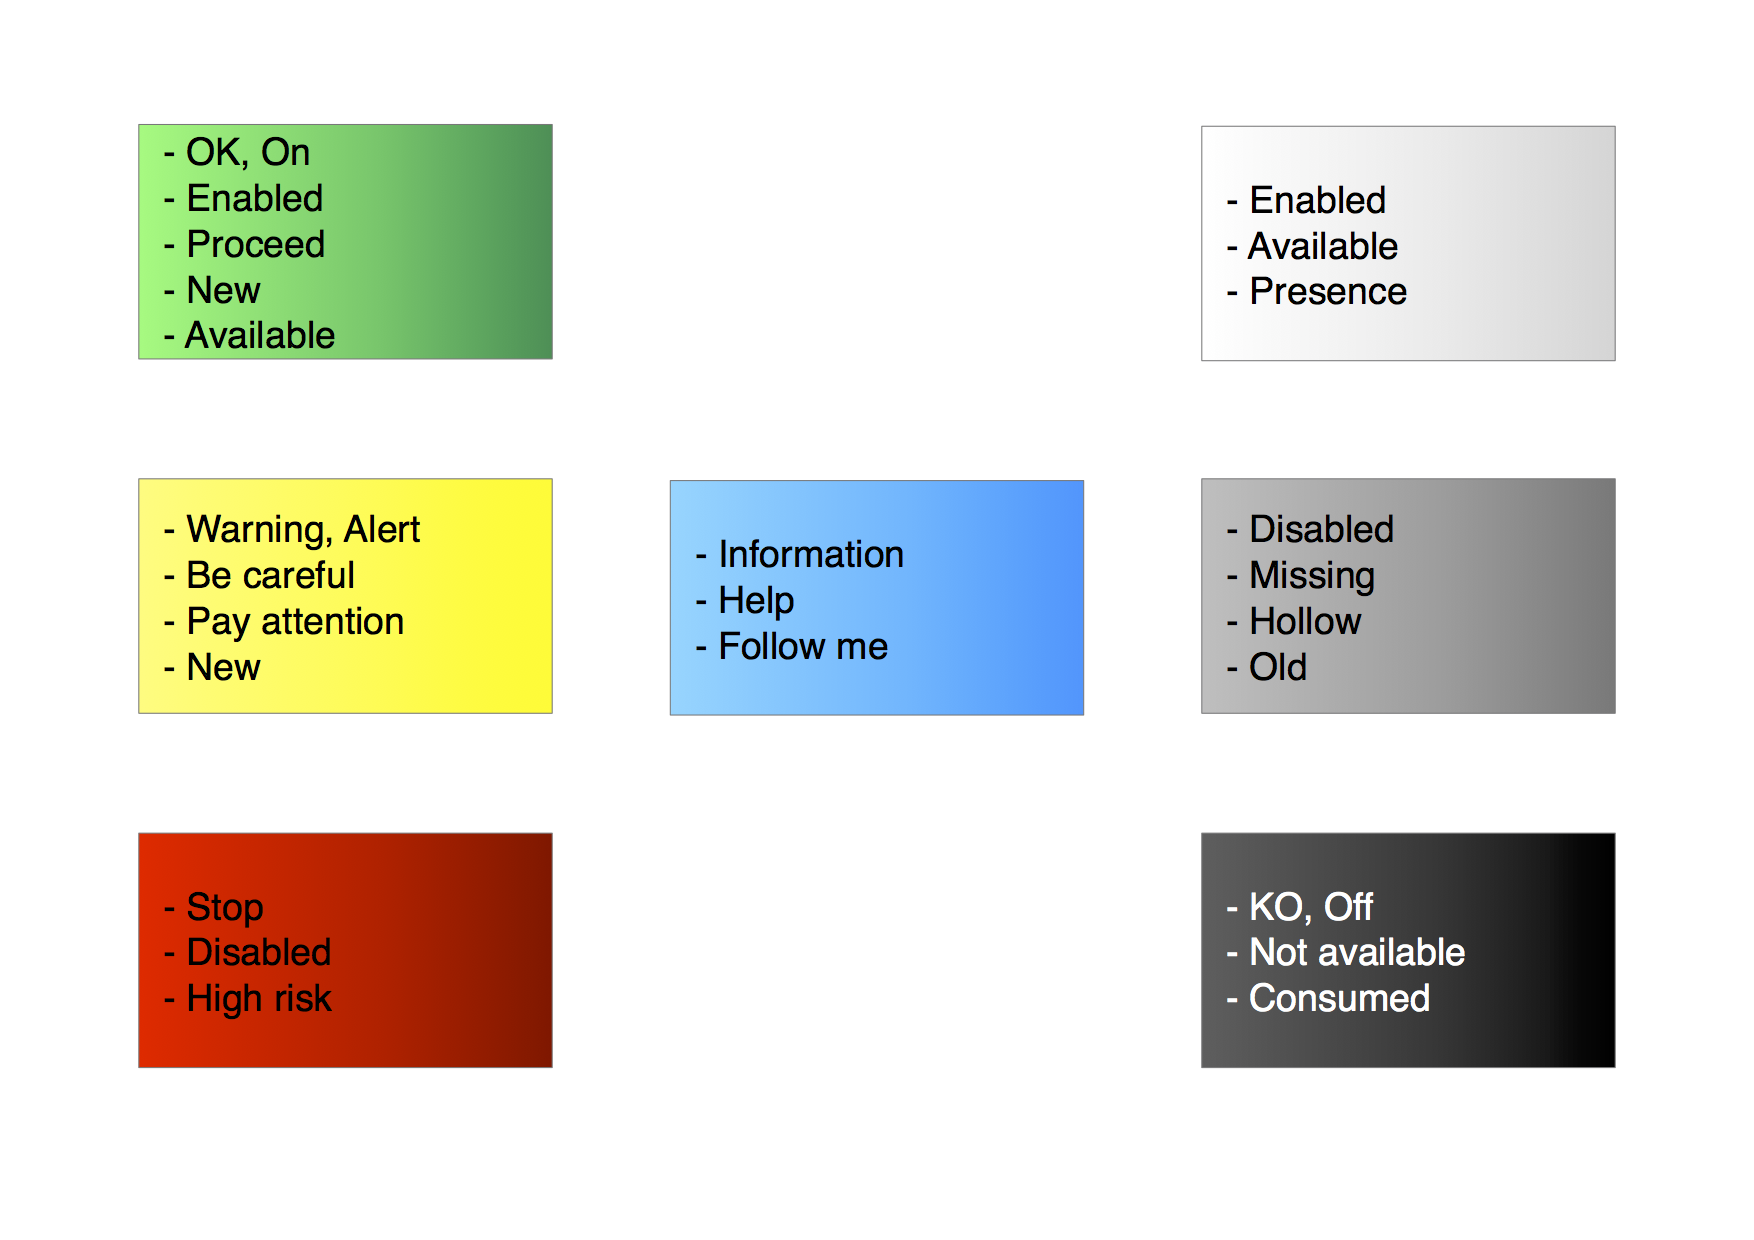 - OK, On
- Enabled
- Proceed
- New
- Available
- Enabled
- Available
- Presence
- Warning, Alert
- Be careful
- Pay attention
- New
- Information
- Help
- Follow me
- Disabled
- Missing
- Hollow
- Old
- Stop
- Disabled
- High risk
- KO, Off
- Not available
- Consumed